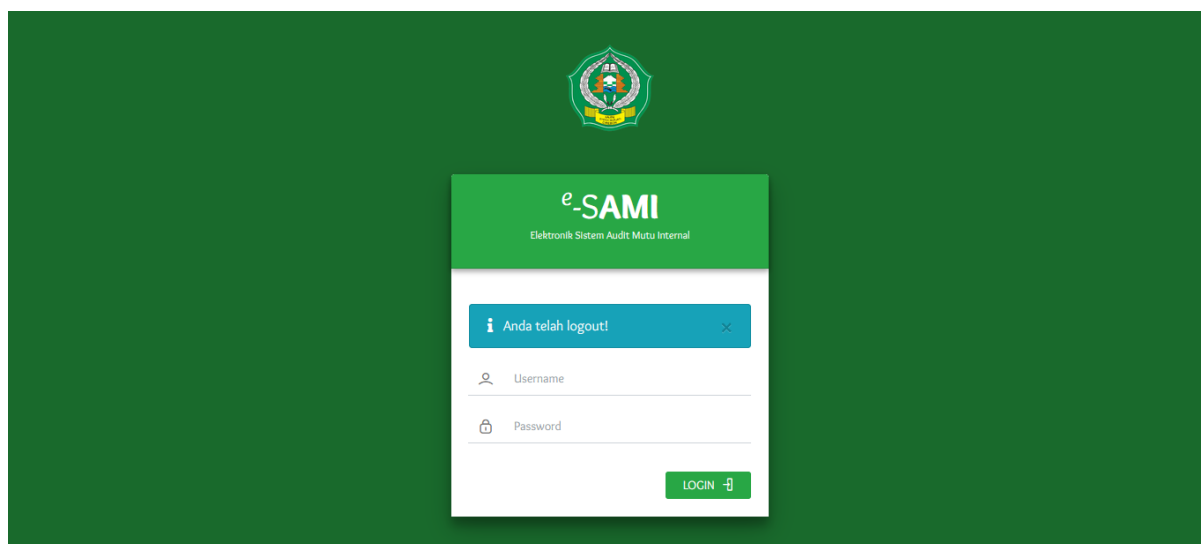 e-SAMI
Elektronik Sistem Audit Mutu Internal
Anda telah logout!
Username
Password
LOGIN